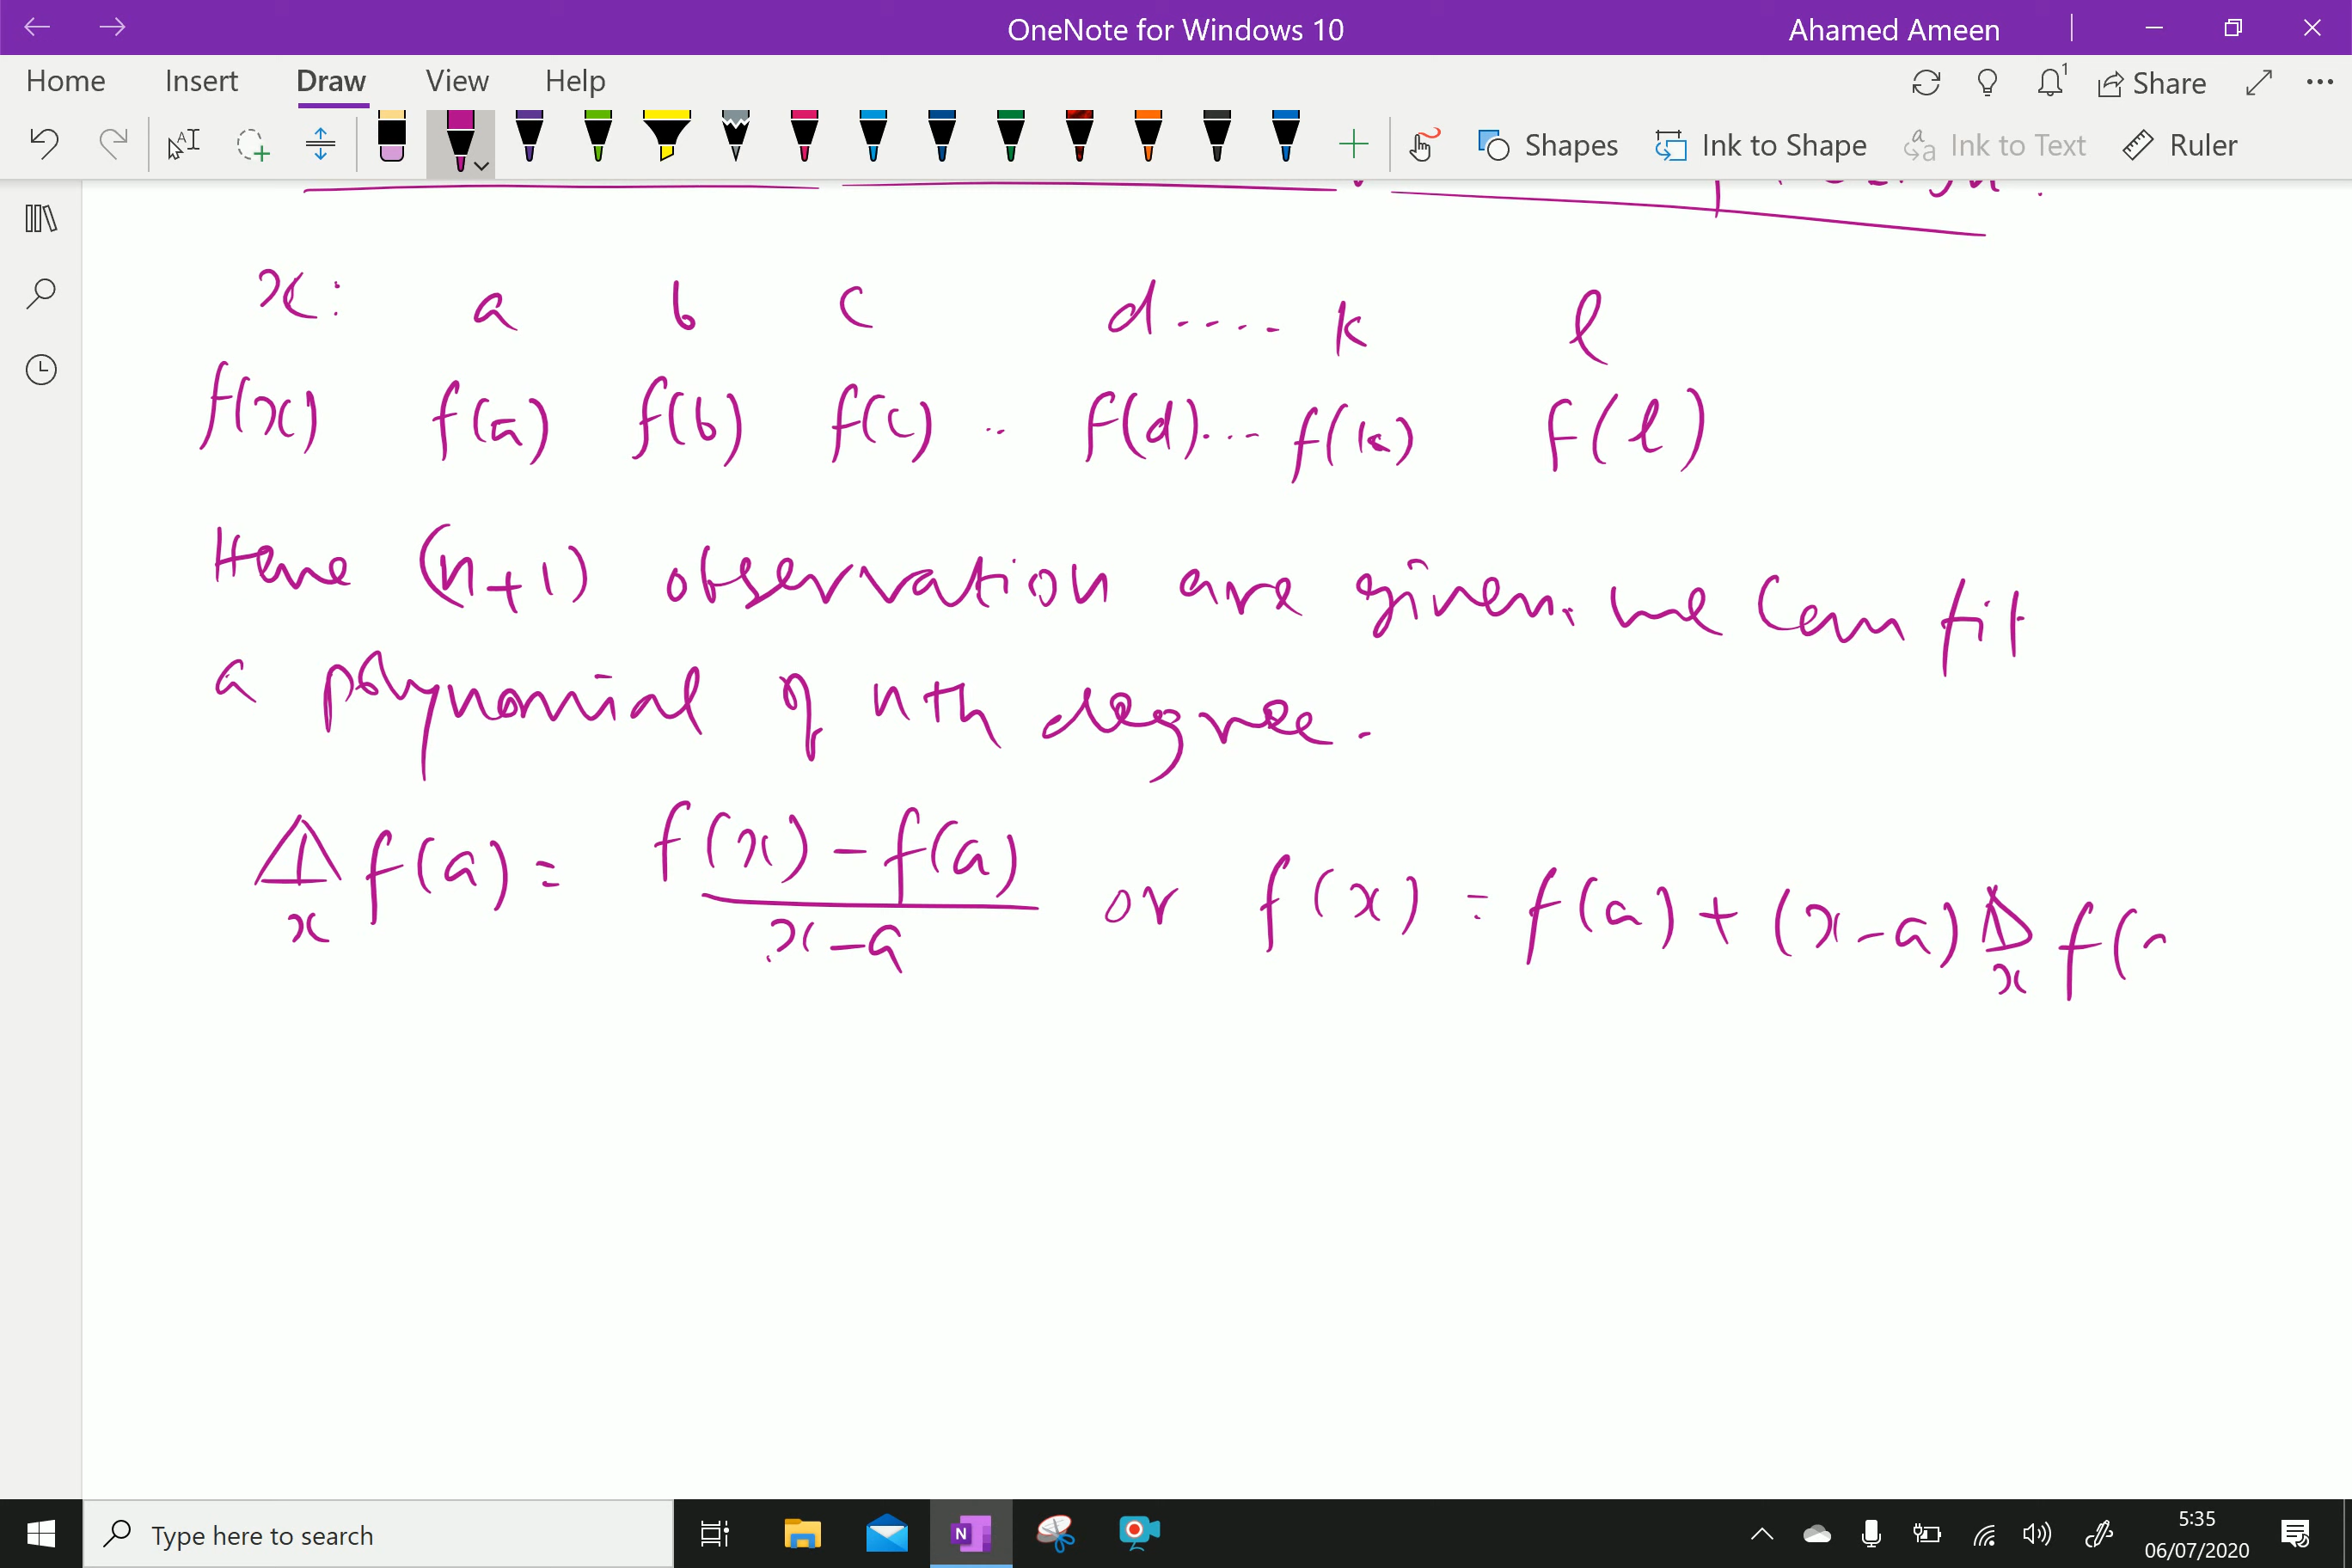 OneNote for Windows 10 Ahamed Ameen
Home Insert Draw View Help 1 Share
Shapes Ink to Shape Ink to Text Ruler
x: a b c d .... k l
f(x) f(a) f(b) f(c) .. f(d) ... f(k) f(l)
Here (n+1) observation are given, we can fit
a polynomial of nth degree.
⍋ f(a) = f(x) - f(a) / x - a or f(x) = f(a) + (x-a) ⍋ f(
x x
Type here to search
5:35
06/07/2020